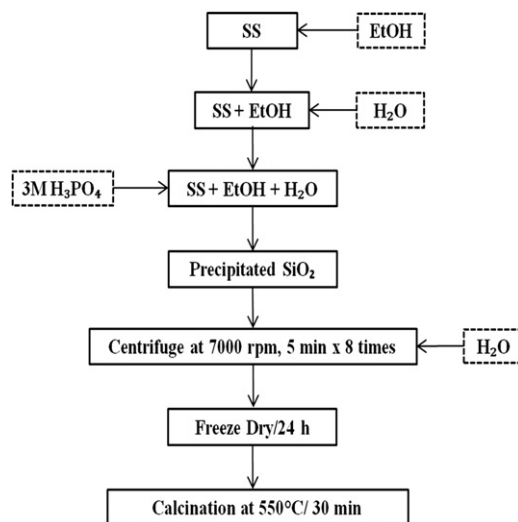 SS
EtOH
SS + EtOH
H₂O
3M H₃PO₄
SS + EtOH + H₂O
Precipitated SiO₂
Centrifuge at 7000 rpm, 5 min x 8 times
H₂O
Freeze Dry/24 h
Calcination at 550°C/ 30 min